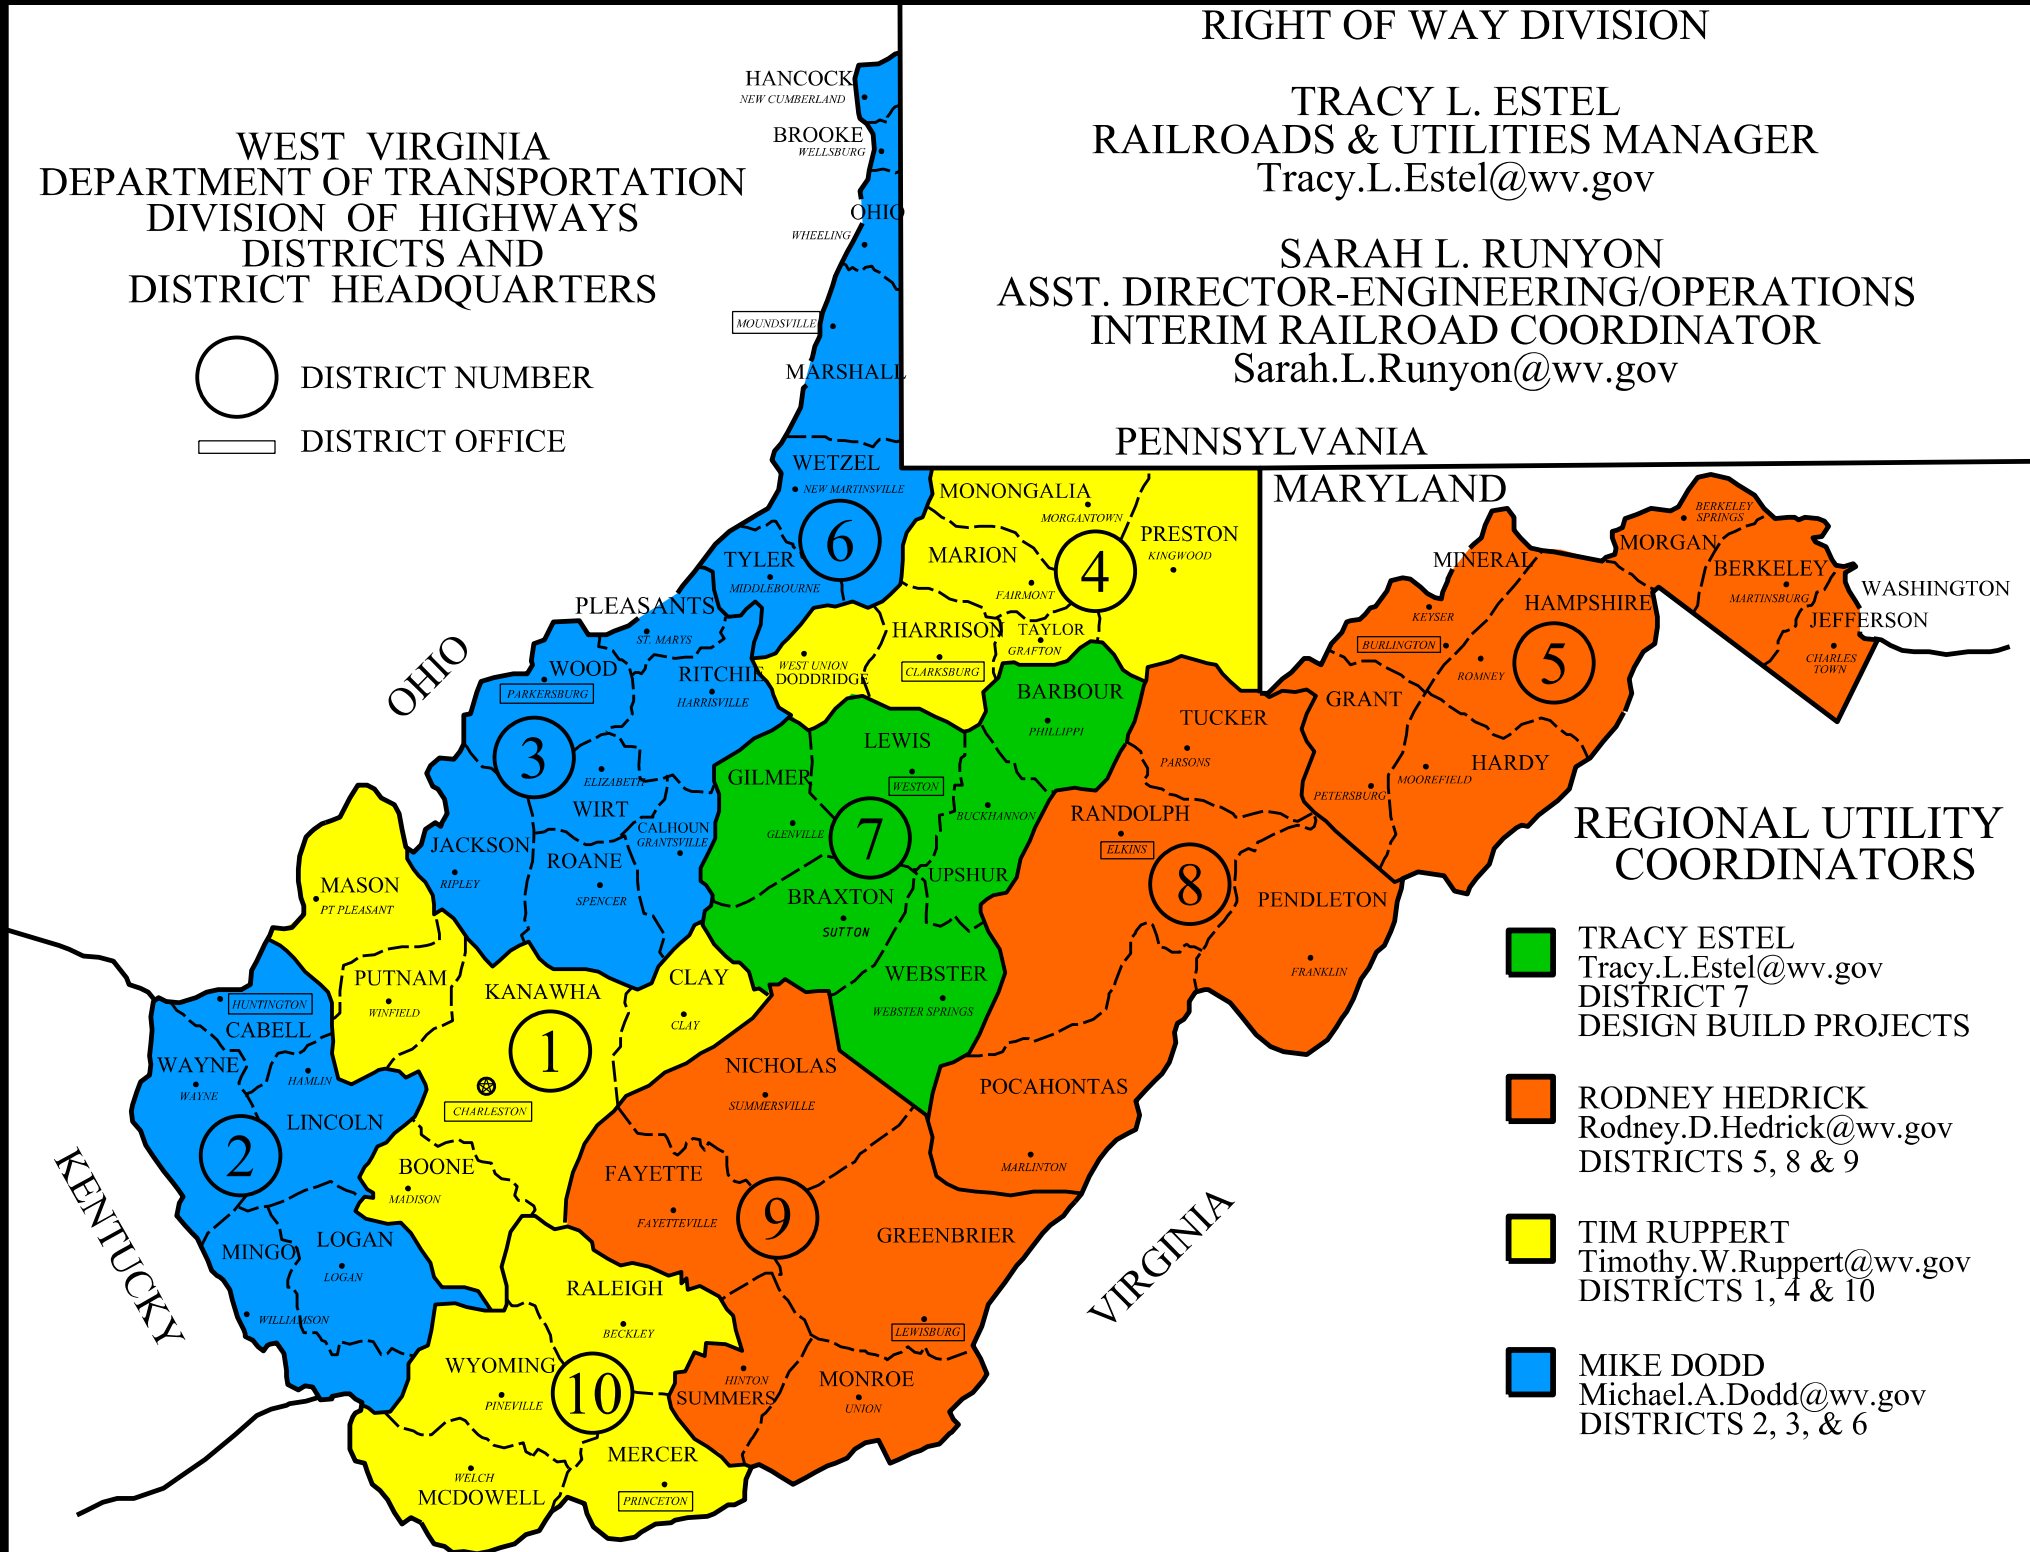 WEST VIRGINIA
DEPARTMENT OF TRANSPORTATION
DIVISION OF HIGHWAYS
DISTRICTS AND
DISTRICT HEADQUARTERS
DISTRICT NUMBER
DISTRICT OFFICE
RIGHT OF WAY DIVISION
TRACY L. ESTEL
RAILROADS & UTILITIES MANAGER
Tracy.L.Estel@wv.gov
SARAH L. RUNYON
ASST. DIRECTOR-ENGINEERING/OPERATIONS
INTERIM RAILROAD COORDINATOR
Sarah.L.Runyon@wv.gov
PENNSYLVANIA
MARYLAND
HANCOCK
NEW CUMBERLAND
BROOKE
WELLSBURG
OHIO
WHEELING
MOUNDSVILLE
MARSHALL
WETZEL
NEW MARTINSVILLE
6
TYLER
MIDDLEBOURNE
MONONGALIA
MORGANTOWN
PRESTON
KINGWOOD
MARION
FAIRMONT
4
HARRISON
CLARKSBURG
TAYLOR
GRAFTON
WEST UNION
DODDRIDGE
PLEASANTS
ST. MARYS
OHIO
WOOD
PARKERSBURG
RITCHIE
HARRISVILLE
3
ELIZABETH
WIRT
CALHOUN
GRANTSVILLE
JACKSON
RIPLEY
ROANE
SPENCER
BARBOUR
PHILLIPPI
LEWIS
WESTON
GILMER
GLENVILLE
7
BUCKHANNON
UPSHUR
BRAXTON
SUTTON
WEBSTER
WEBSTER SPRINGS
TUCKER
PARSONS
RANDOLPH
ELKINS
8
PENDLETON
FRANKLIN
POCAHONTAS
MARLINTON
MINERAL
KEYSER
BURLINGTON
HAMPSHIRE
ROMNEY
5
GRANT
PETERSBURG
MOOREFIELD
HARDY
BERKELEY
SPRINGS
MORGAN
BERKELEY
MARTINSBURG
WASHINGTON
JEFFERSON
CHARLES
TOWN
MASON
PT PLEASANT
PUTNAM
WINFIELD
KANAWHA
1
CHARLESTON
CLAY
CLAY
BOONE
MADISON
HUNTINGTON
CABELL
WAYNE
WAYNE
HAMLIN
LINCOLN
2
MINGO
WILLIAMSON
LOGAN
LOGAN
KENTUCKY
NICHOLAS
SUMMERSVILLE
FAYETTE
FAYETTEVILLE
9
GREENBRIER
LEWISBURG
HINTON
SUMMERS
MONROE
UNION
VIRGINIA
RALEIGH
BECKLEY
WYOMING
PINEVILLE
10
MERCER
PRINCETON
WELCH
MCDOWELL
REGIONAL UTILITY
COORDINATORS
TRACY ESTEL
Tracy.L.Estel@wv.gov
DISTRICT 7
DESIGN BUILD PROJECTS
RODNEY HEDRICK
Rodney.D.Hedrick@wv.gov
DISTRICTS 5, 8 & 9
TIM RUPPERT
Timothy.W.Ruppert@wv.gov
DISTRICTS 1, 4 & 10
MIKE DODD
Michael.A.Dodd@wv.gov
DISTRICTS 2, 3, & 6